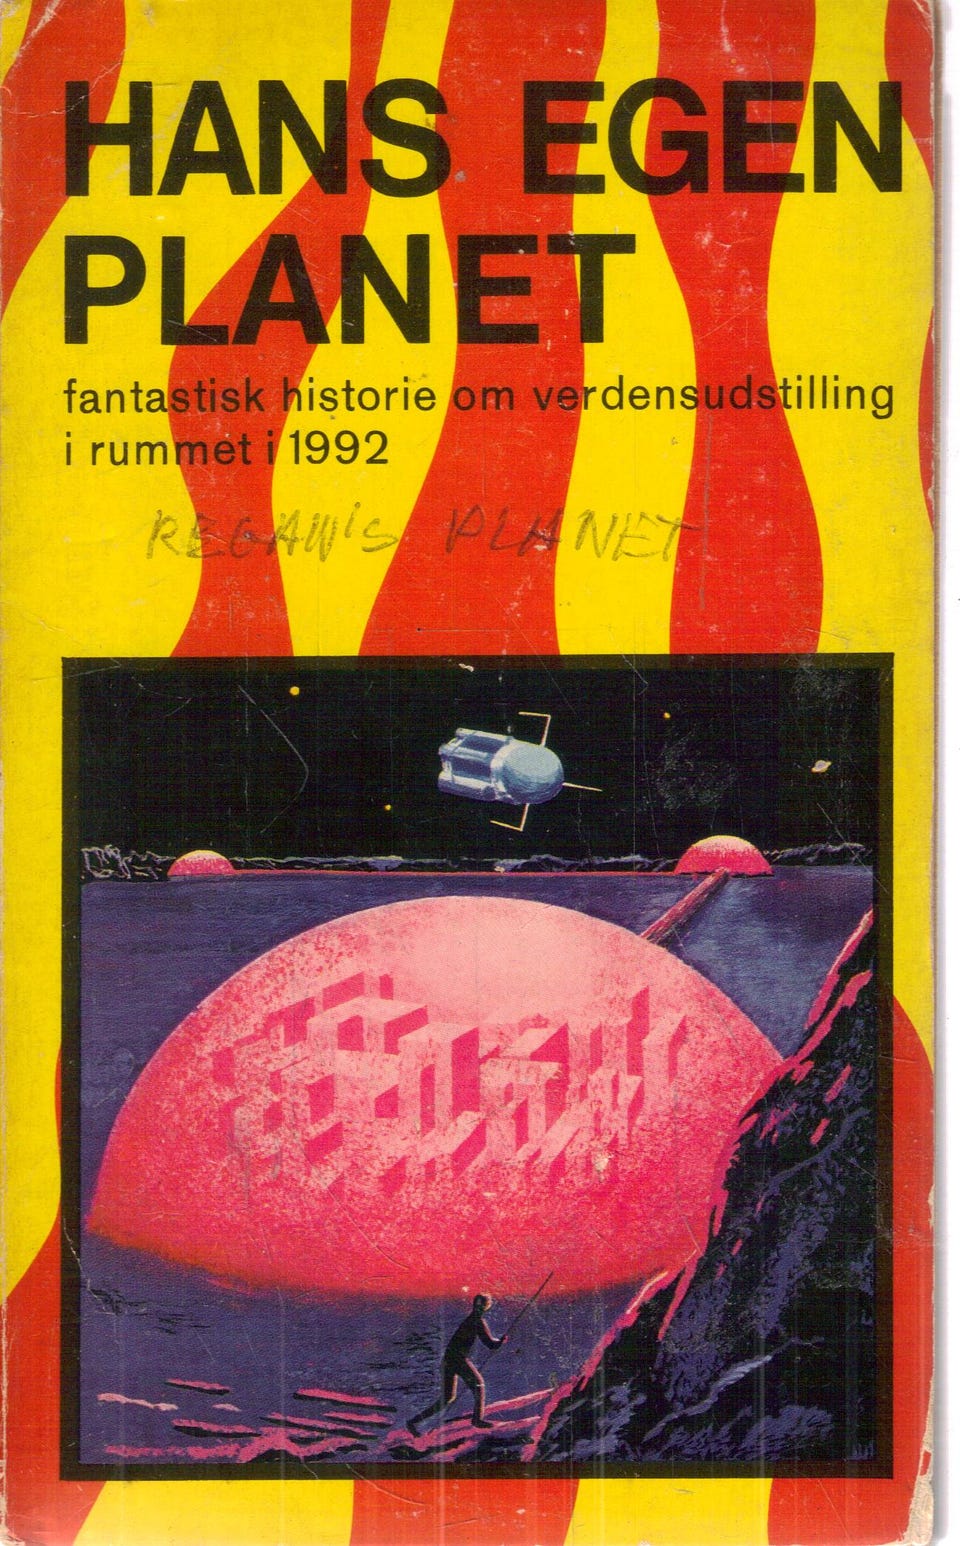 HANS EGEN
PLANET
fantastisk historie om verdensudstilling
i rummet i 1992
REGAN'S PLANET